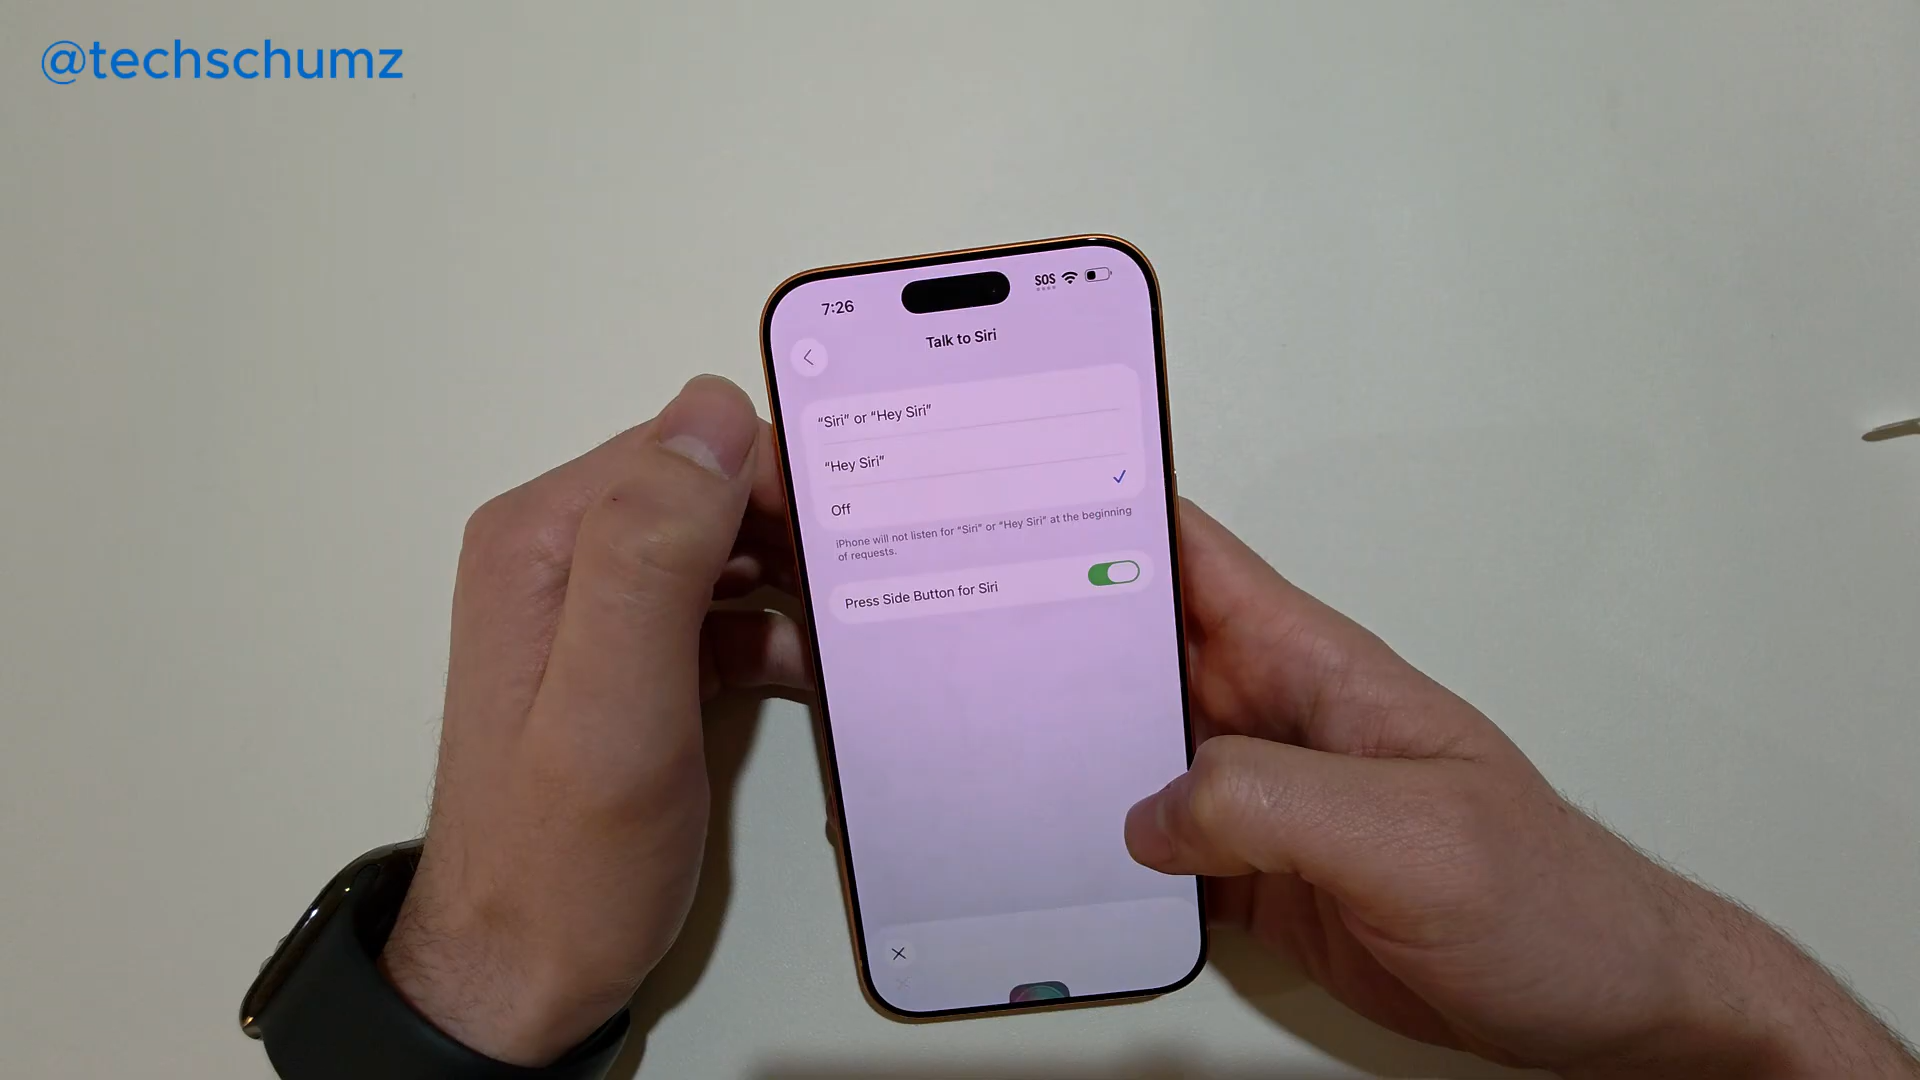 @techschumz
7:26
SOS
Talk to Siri
“Siri” or “Hey Siri”
“Hey Siri”
Off
iPhone will not listen for “Siri” or “Hey Siri” at the beginning
of requests.
Press Side Button for Siri